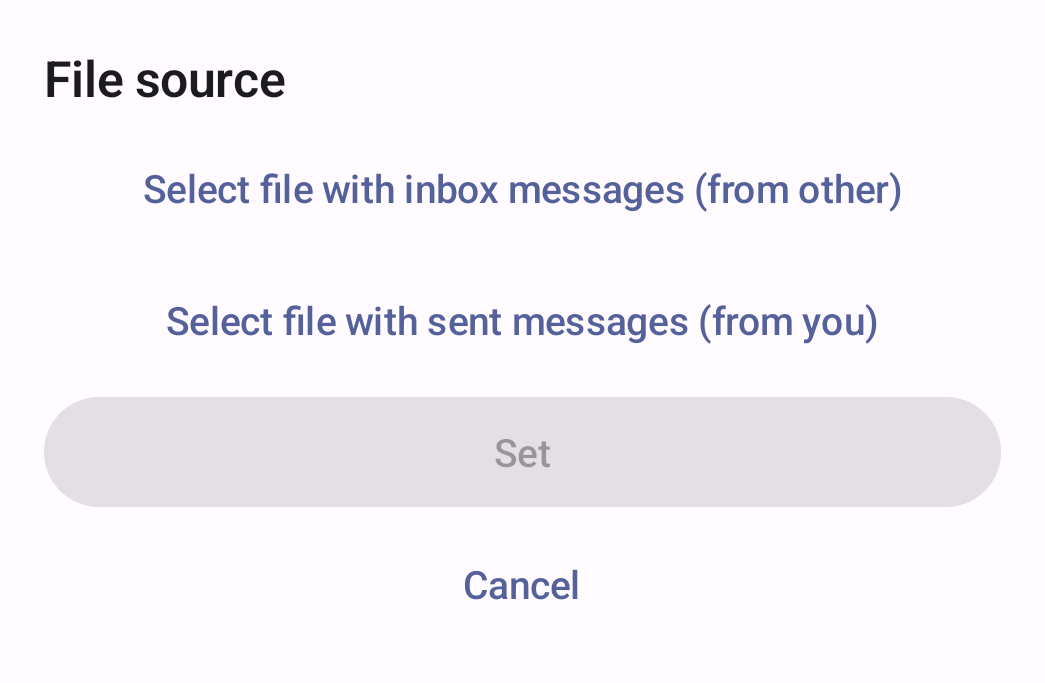 File source
Select file with inbox messages (from other)
Select file with sent messages (from you)
Set
Cancel